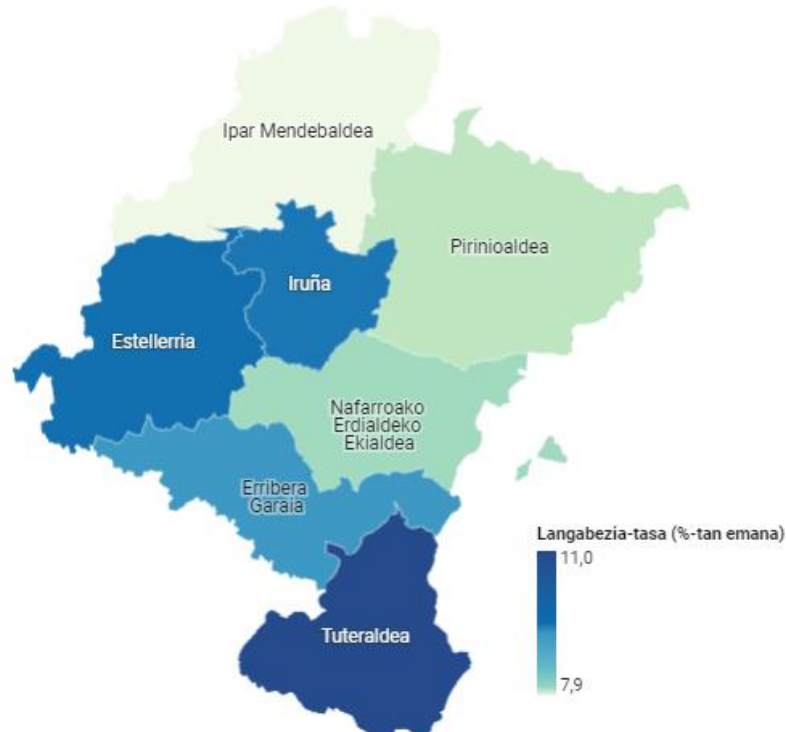 Ipar Mendebaldea
Pirinioaldea
Iruña
Estellerria
Nafarroako
Erdialdeko
Ekialdea
Erribera
Garaia
Langabezia-tasa (%-tan emana)
11,0
7,9
Tuteraldea